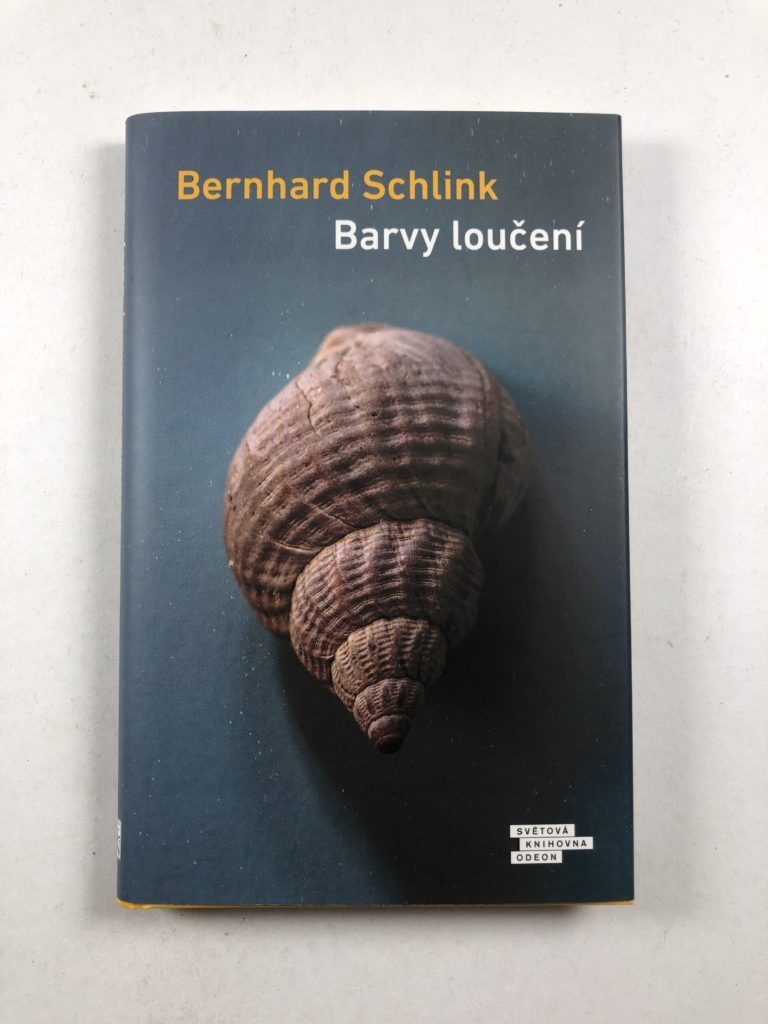 Bernhard Schlink
Barvy loučení
SVĚTOVÁ
KNIHOVNA
ODEON